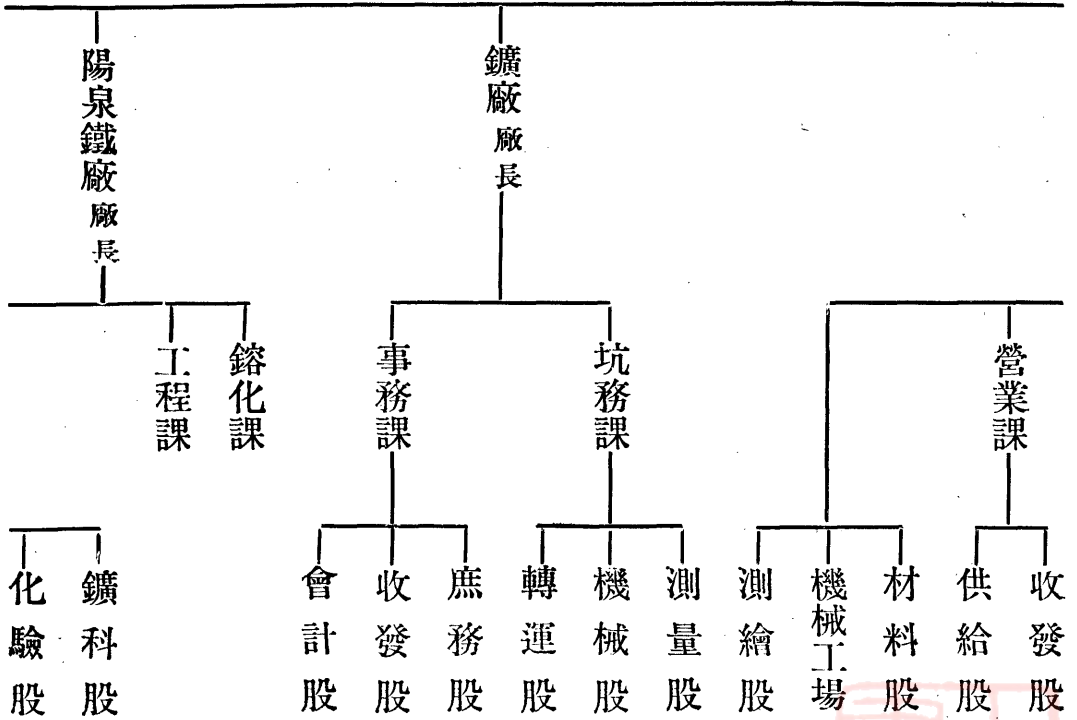 鑛廠 廠長
陽泉鐵廠 廠長
營業課
坑務課
事務課
鎔化課
工程課
收發股
供給股
材料股
機械工場
測繪股
測量股
機械股
轉運股
庶務股
收發股
會計股
鑛科股
化驗股